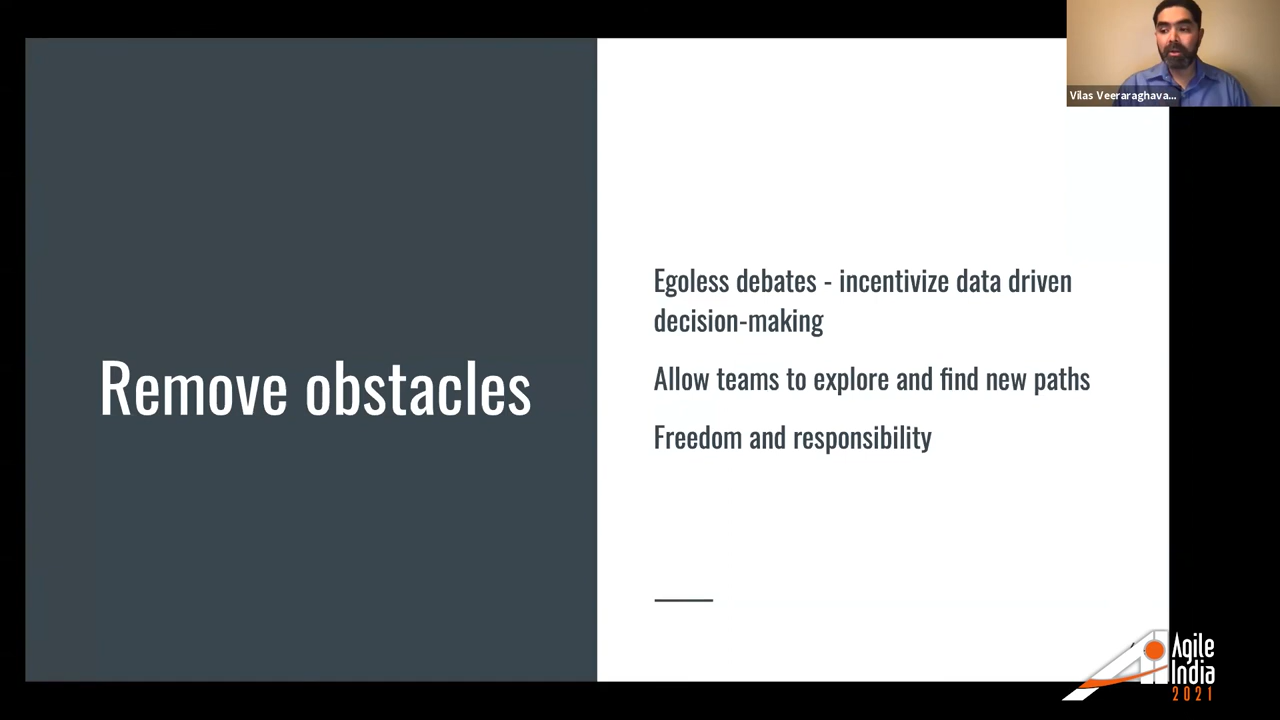 Vilas Veeraraghava...
Remove obstacles
Egoless debates - incentivize data driven
decision-making
Allow teams to explore and find new paths
Freedom and responsibility
Agile
India
2021